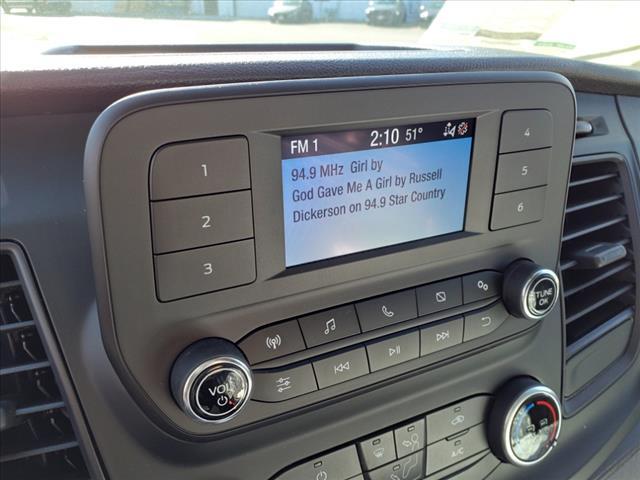 FM 1 2:10 51°
94.9 MHz Girl by
God Gave Me A Girl by Russell
Dickerson on 94.9 Star Country
1
2
3
4
5
6
VOL
TUNE
OK
A/C